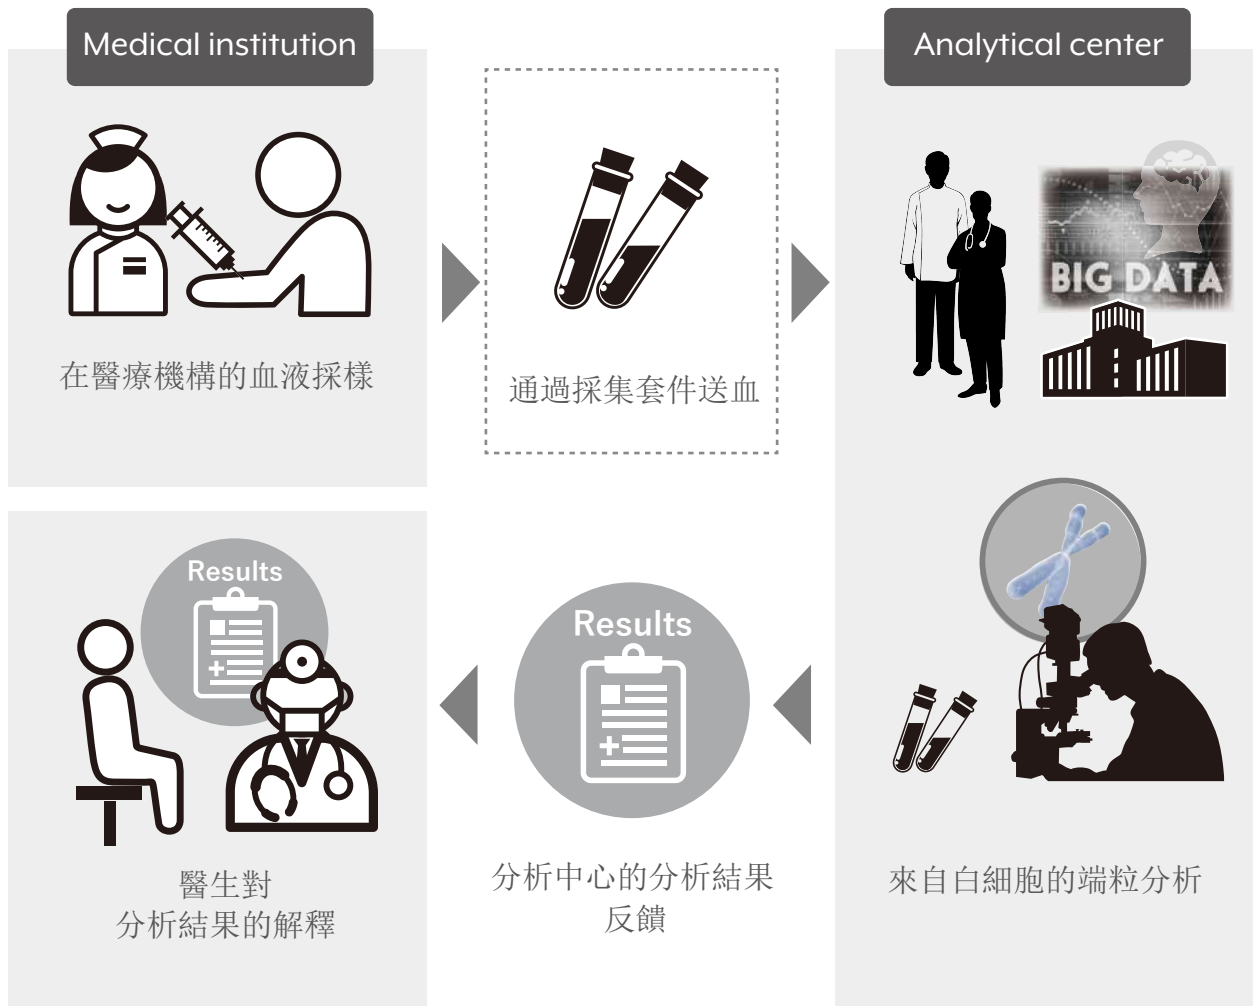 Medical institution
在醫療機構的血液採樣
通過採集套件送血
Analytical center
BIG DATA
來自白細胞的端粒分析
Results
分析中心的分析結果
反饋
Results
醫生對
分析結果的解釋